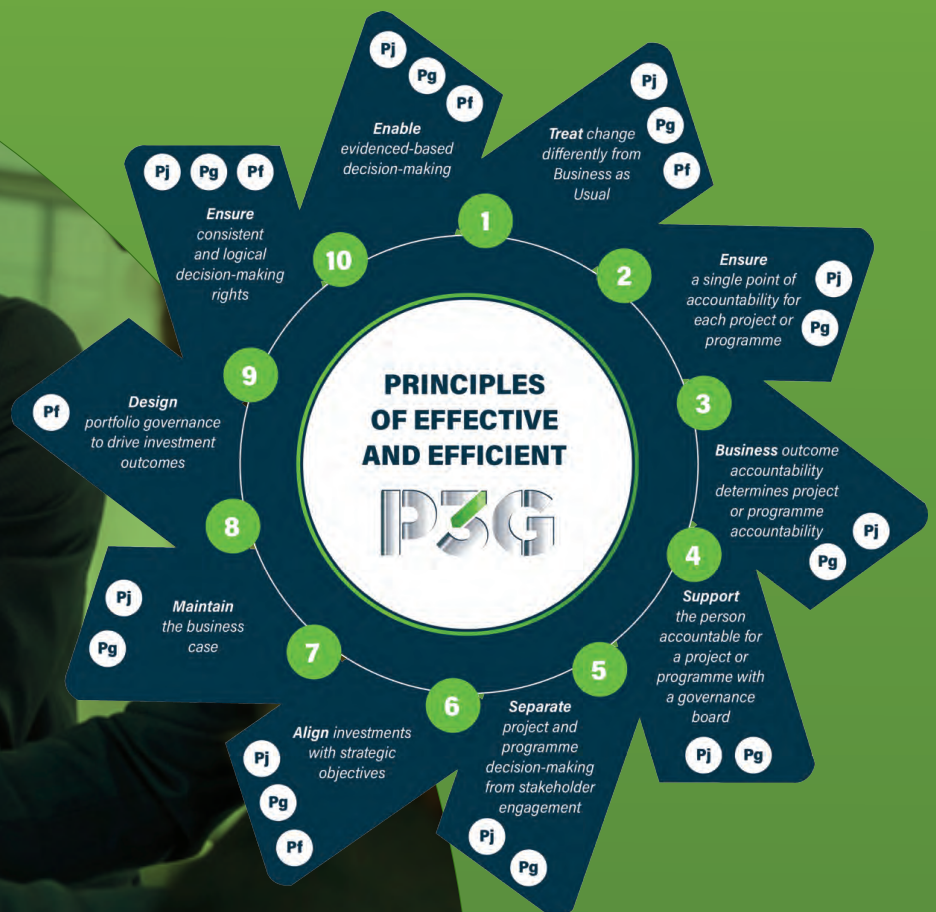 PRINCIPLES
OF EFFECTIVE
AND EFFICIENT
P3G
1
Treat change
differently from
Business as
Usual
Pj
Pg
Pf
2
Ensure
a single point of
accountability for
each project or
programme
Pj
Pg
3
Business outcome
accountability
determines project
or programme
accountability
Pj
Pg
4
Support
the person
accountable for
a project or
programme with
a governance
board
Pj Pg
5
Separate
project and
programme
decision-making
from stakeholder
engagement
Pj
Pg
6
Align investments
with strategic
objectives
Pj
Pg
Pf
7
Maintain
the business
case
Pj
Pg
8
Design
portfolio governance
to drive investment
outcomes
Pf
9
Ensure
consistent
and logical
decision-making
rights
Pj Pg Pf
10
Enable
evidenced-based
decision-making
Pj
Pg
Pf